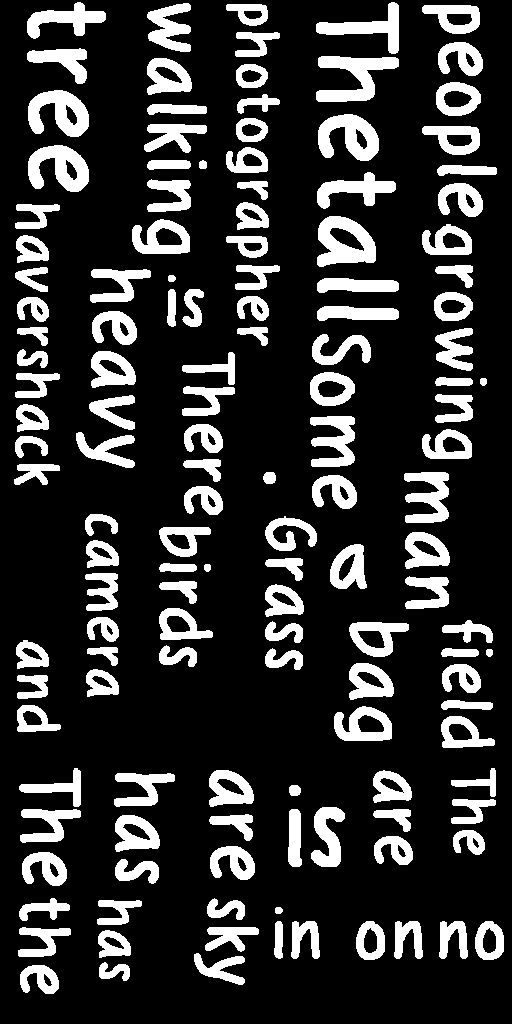 people growing man field The no
The tall Some a bag are on
photographer . Grass is in
walking is There birds are sky
heavy camera has has
tree havershack and The the